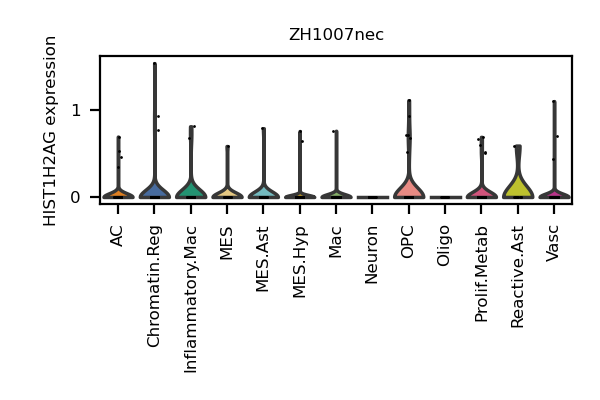 ZH1007nec
HIST1H2AG expression
1
0
AC
Chromatin.Reg
Inflammatory.Mac
MES
MES.Ast
MES.Hyp
Mac
Neuron
OPC
Oligo
Prolif.Metab
Reactive.Ast
Vasc